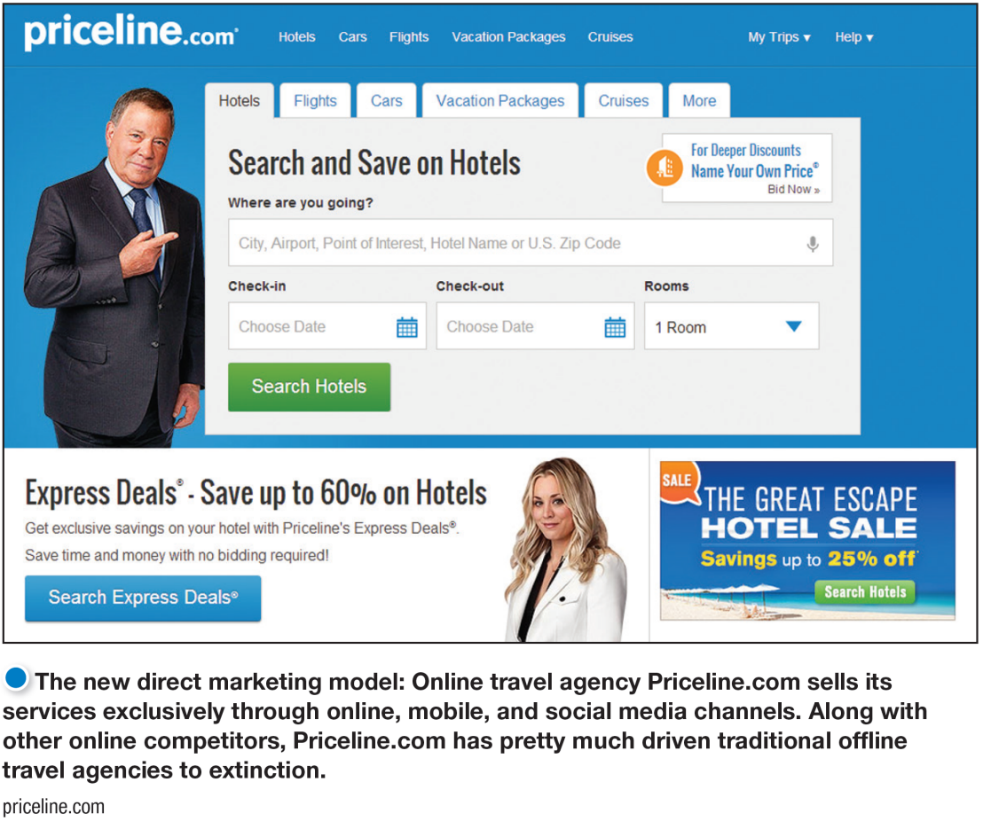 priceline.com®
Hotels Cars Flights Vacation Packages Cruises My Trips ▾ Help ▾
Hotels Flights Cars Vacation Packages Cruises More
Search and Save on Hotels
For Deeper Discounts
Name Your Own Price®
Bid Now »
Where are you going?
City, Airport, Point of Interest, Hotel Name or U.S. Zip Code
Check-in Check-out Rooms
Choose Date Choose Date 1 Room
Search Hotels
Express Deals® - Save up to 60% on Hotels
Get exclusive savings on your hotel with Priceline's Express Deals®.
Save time and money with no bidding required!
Search Express Deals®
SALE
THE GREAT ESCAPE
HOTEL SALE
Savings up to 25% off*
Search Hotels
The new direct marketing model: Online travel agency Priceline.com sells its
services exclusively through online, mobile, and social media channels. Along with
other online competitors, Priceline.com has pretty much driven traditional offline
travel agencies to extinction.
priceline.com